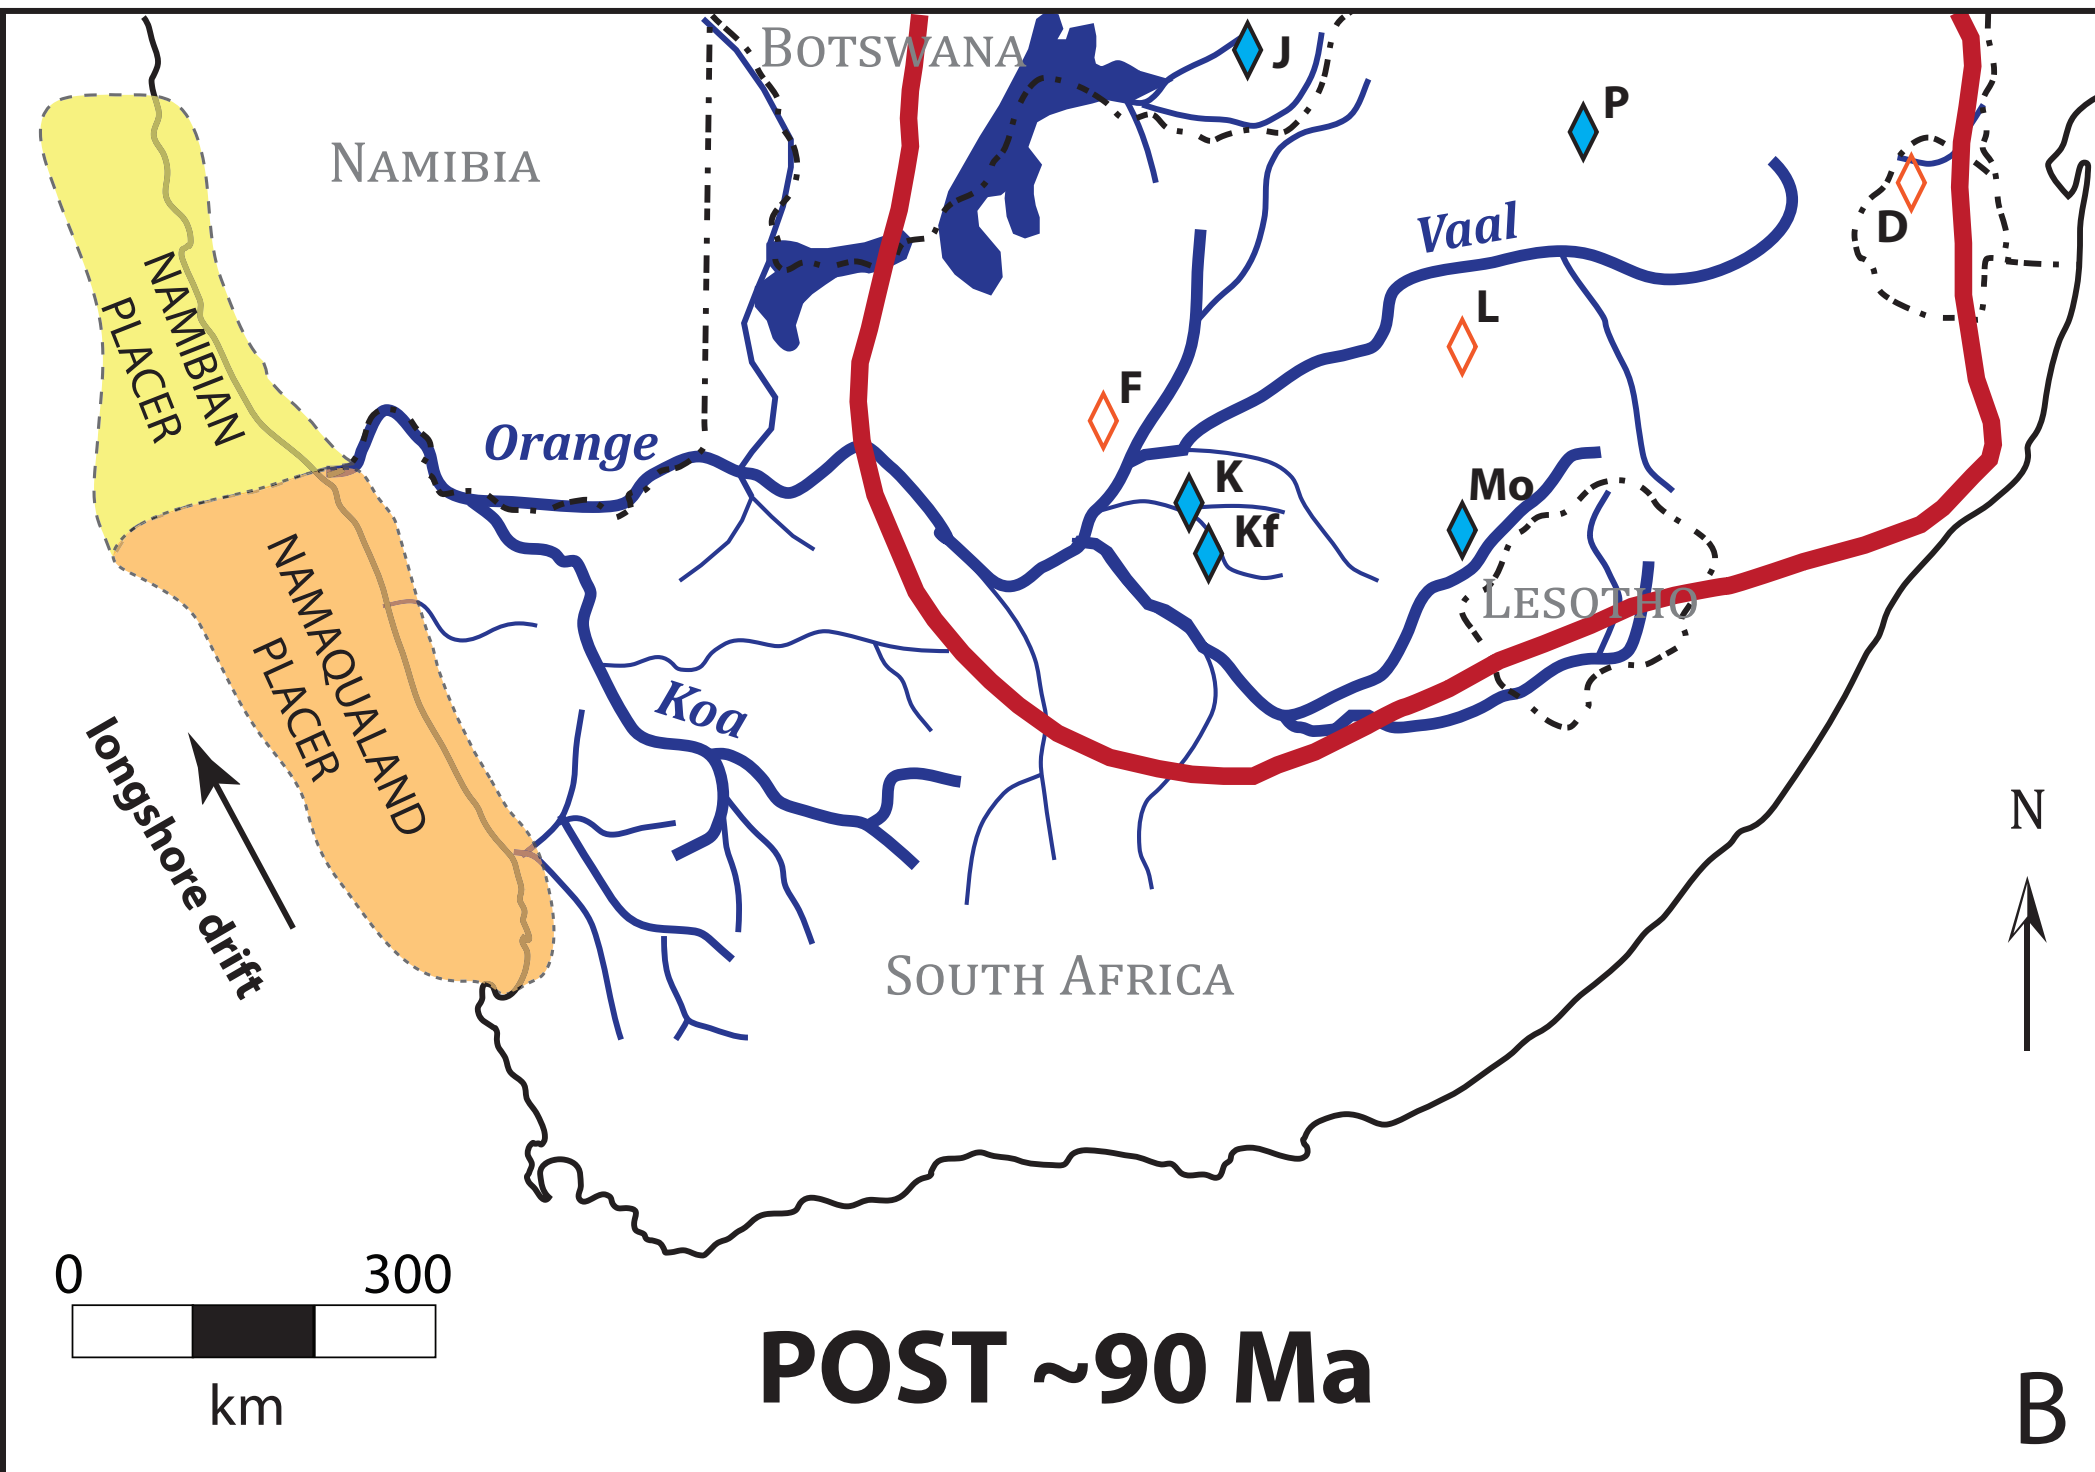 BOTSWANA
J
P
NAMIBIA
D
Vaal
NAMIBIAN
PLACER
L
F
Orange
K
Mo
Kf
LESOTHO
NAMAQUALAND
PLACER
Koa
longshore drift
N
SOUTH AFRICA
0 300
km
POST ~90 Ma
B